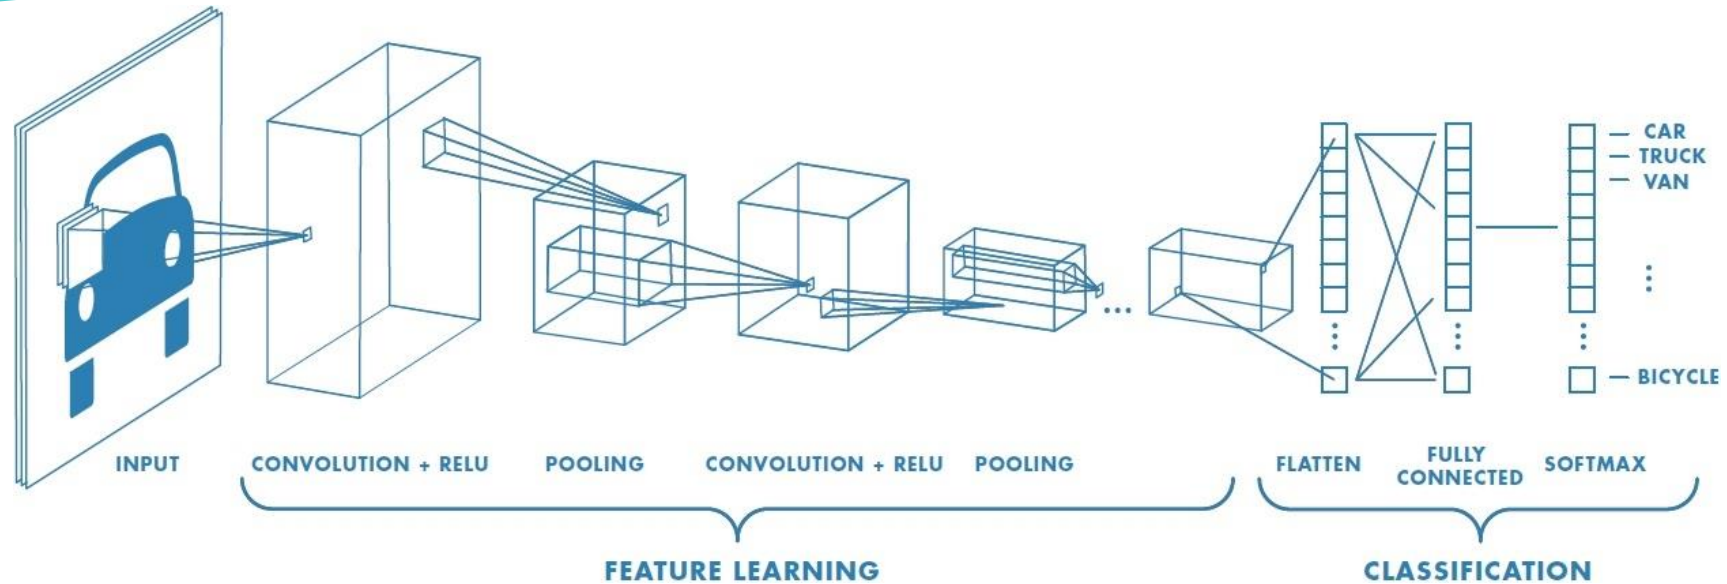 CAR
TRUCK
VAN
BICYCLE
INPUT
CONVOLUTION + RELU
POOLING
CONVOLUTION + RELU
POOLING
FLATTEN
FULLY
CONNECTED
SOFTMAX
FEATURE LEARNING
CLASSIFICATION